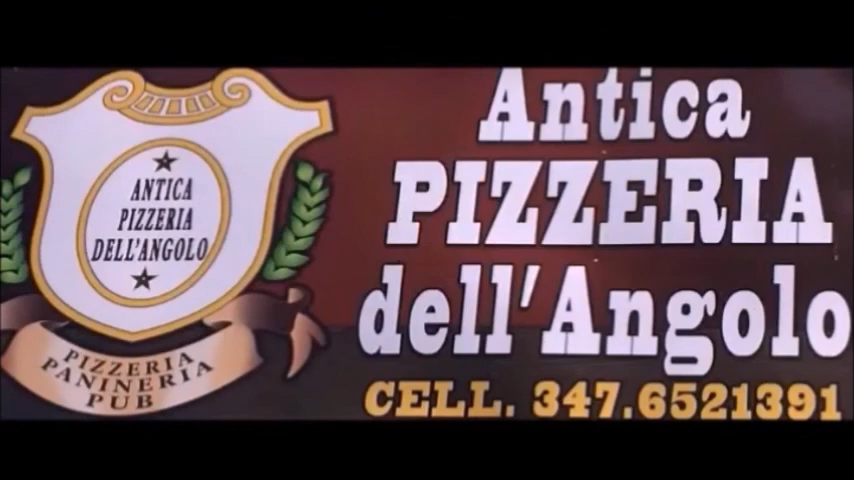 ANTICA
PIZZERIA
DELL'ANGOLO
PIZZERIA
PANINERIA
PUB
Antica
PIZZERIA
dell'Angolo
CELL. 347.6521391